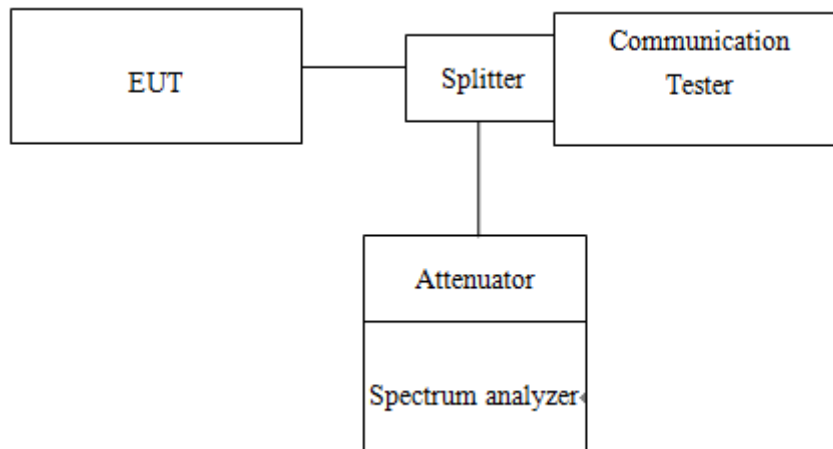 EUT
Splitter
Communication
Tester
Attenuator
Spectrum analyzer